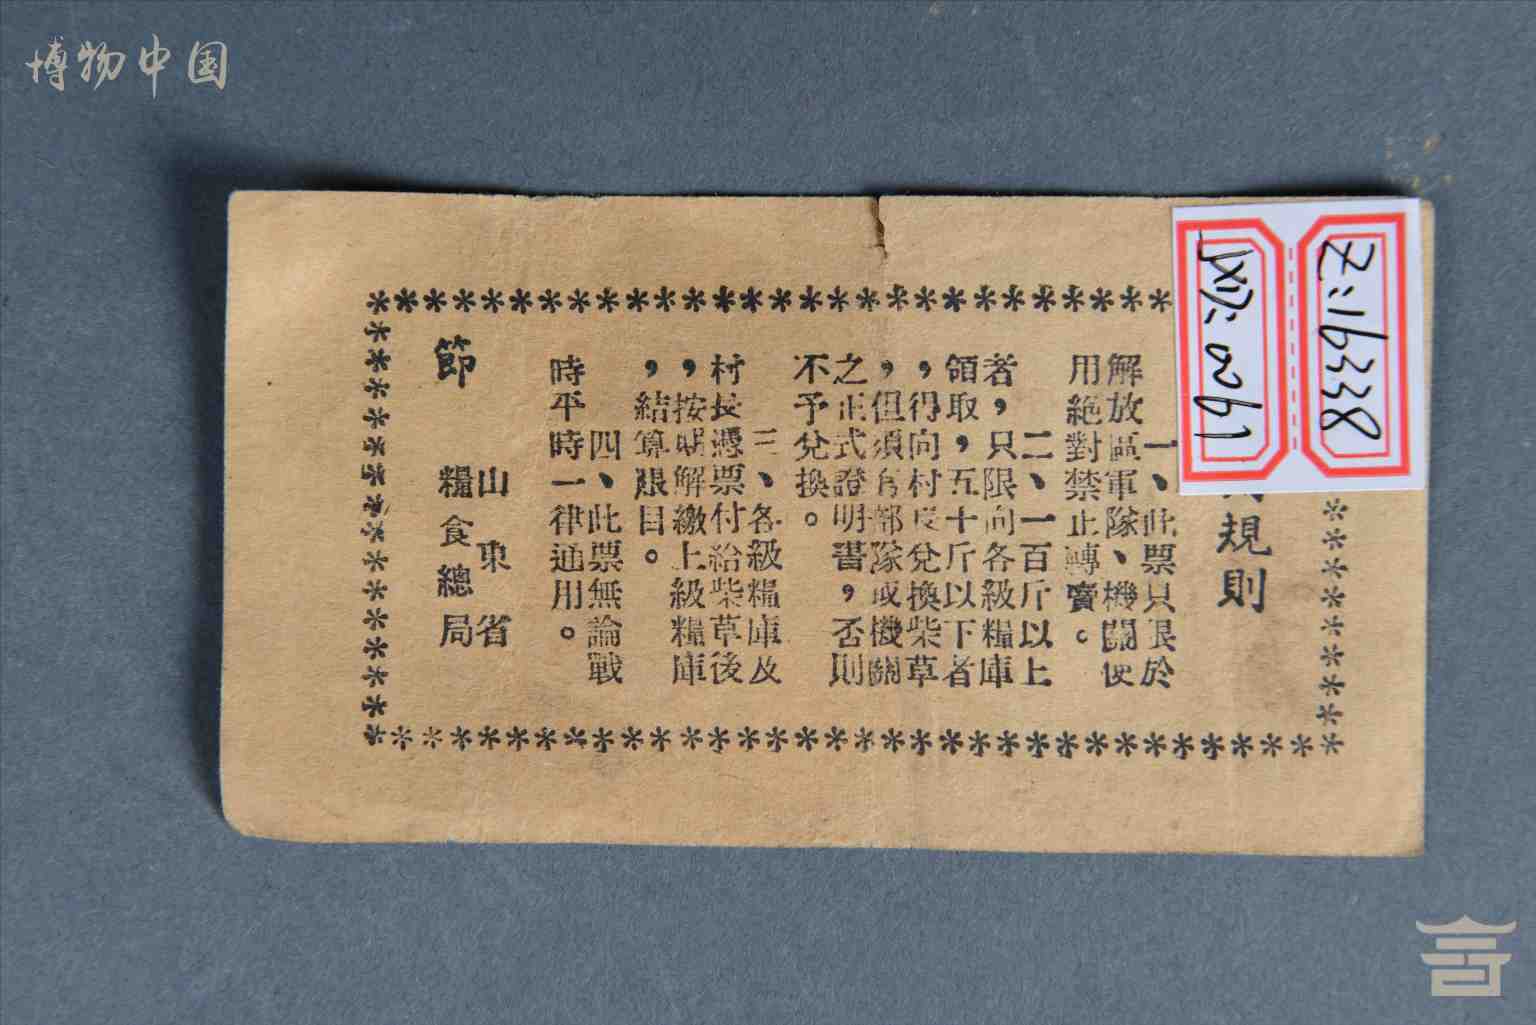 博物中国
Z:16338
规则
一、此票只限於
解放區軍隊、機關使
用絕對禁止轉賣。
二、一百斤以上
者，只限向各級糧庫
領取，五十斤以下者
，得向村長兌換柴草
，但須有部隊或機關
之正式證明書，否則
不予兌換。
三、各級糧庫及
村長憑票付給柴草後
，按期解繳上級糧庫
，結算賬目。
四、此票無論戰
時平時一律通用。
山東省
糧食總局
節